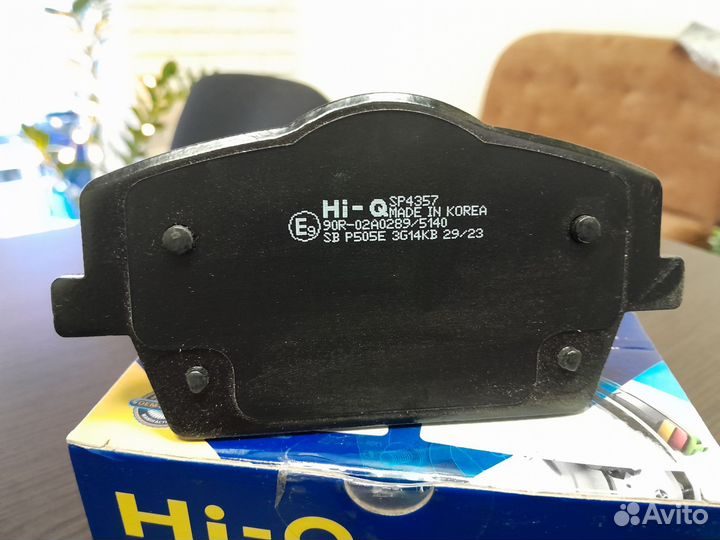 Hi-Q SP4357
MADE IN KOREA
E9 90R-02A0289/5140
SB P505E 3G14KB 29/23
Hi-Q
Avito